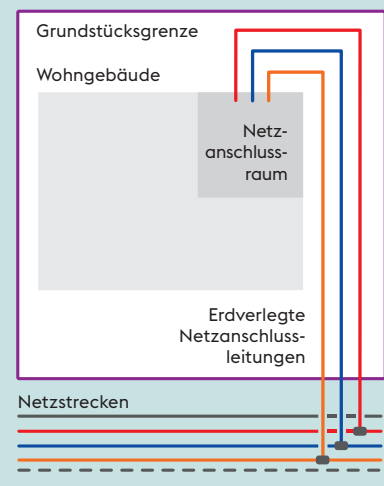 Grundstücksgrenze
Wohngebäude
Netz-
anschluss-
raum
Erdverlegte
Netzanschluss-
leitungen
Netzstrecken